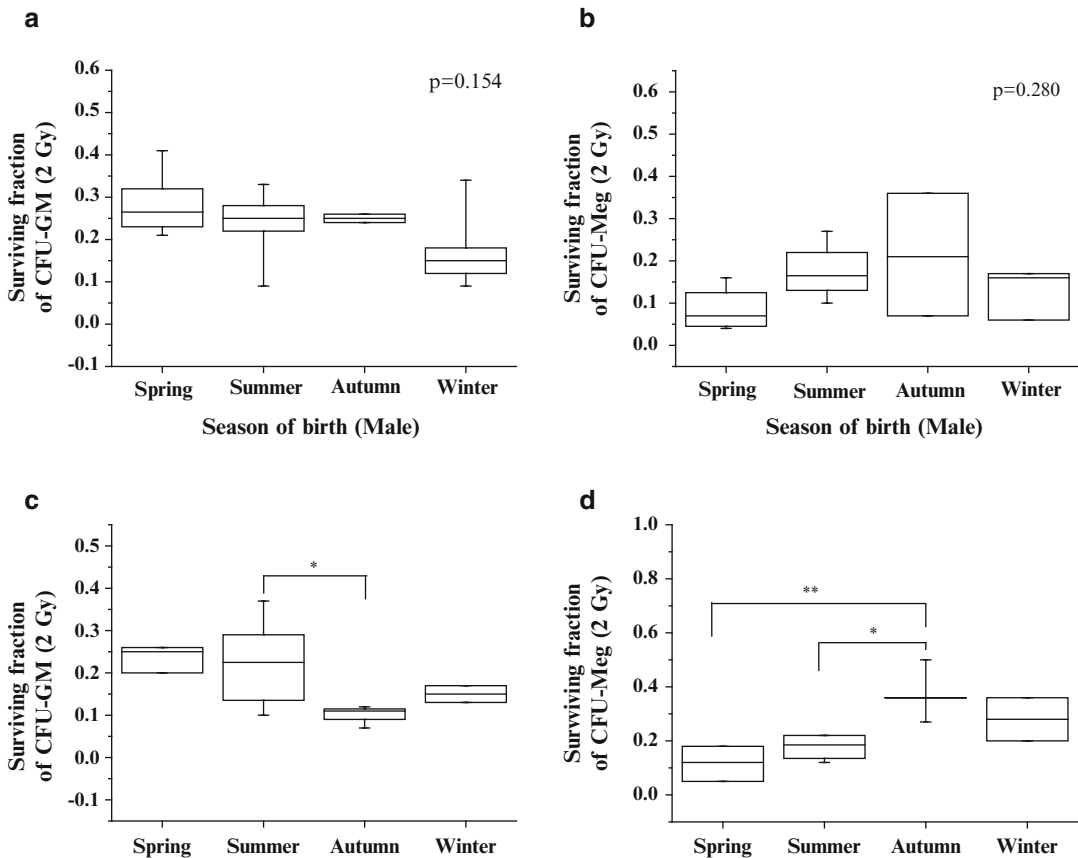 a
0.6
0.5
0.4
0.3
0.2
0.1
0.0
-0.1
Surviving fraction
of CFU-GM (2 Gy)
p=0.154
Spring Summer Autumn Winter
Season of birth (Male)
b
0.6
0.5
0.4
0.3
0.2
0.1
0.0
Surviving fraction
of CFU-Meg (2 Gy)
p=0.280
Spring Summer Autumn Winter
Season of birth (Male)
c
0.5
0.4
0.3
0.2
0.1
0.0
-0.1
Surviving fraction
of CFU-GM (2 Gy)
*
Spring Summer Autumn Winter
d
1.0
0.8
0.6
0.4
0.2
0.0
Surviving fraction
of CFU-Meg (2 Gy)
**
*
Spring Summer Autumn Winter